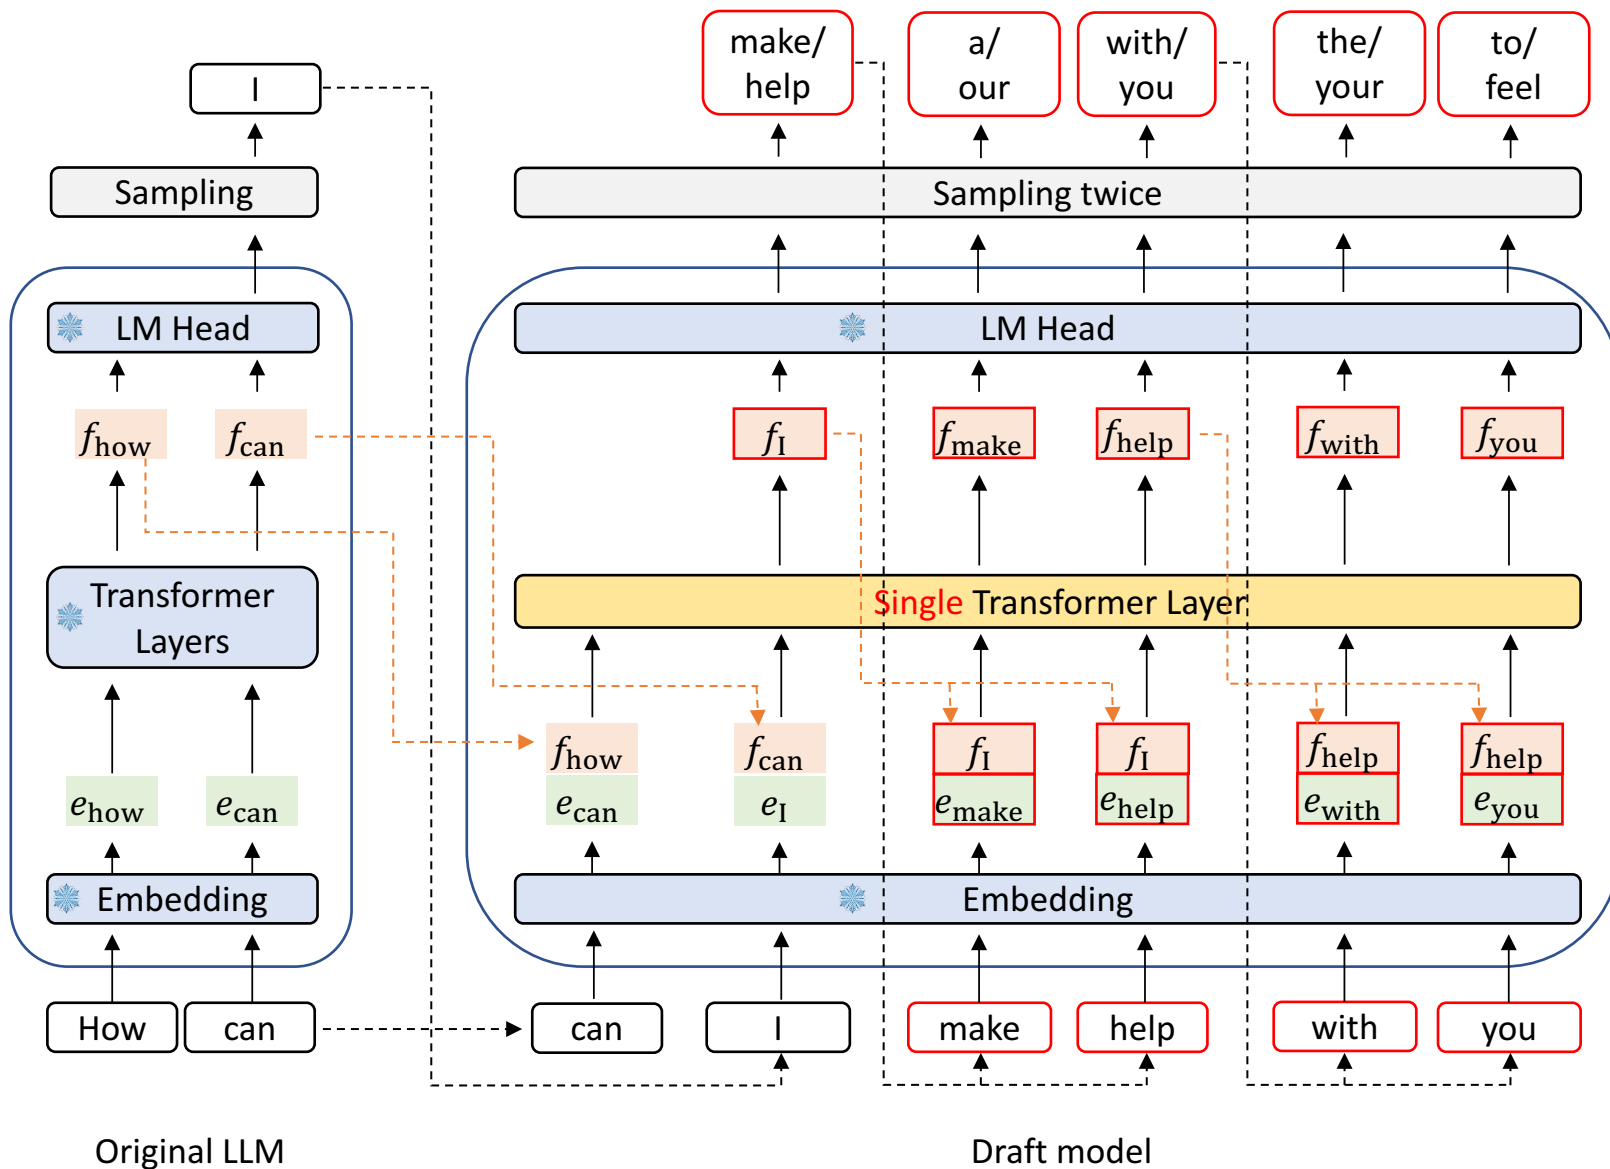 make/
help
a/
our
with/
you
the/
your
to/
feel
I
Sampling
Sampling twice
LM Head
LM Head
f_how
f_can
f_I
f_make
f_help
f_with
f_you
Transformer
Layers
Single Transformer Layer
f_how
f_can
f_I
f_I
f_help
f_help
e_how
e_can
e_can
e_I
e_make
e_help
e_with
e_you
Embedding
Embedding
How
can
can
I
make
help
with
you
Original LLM
Draft model